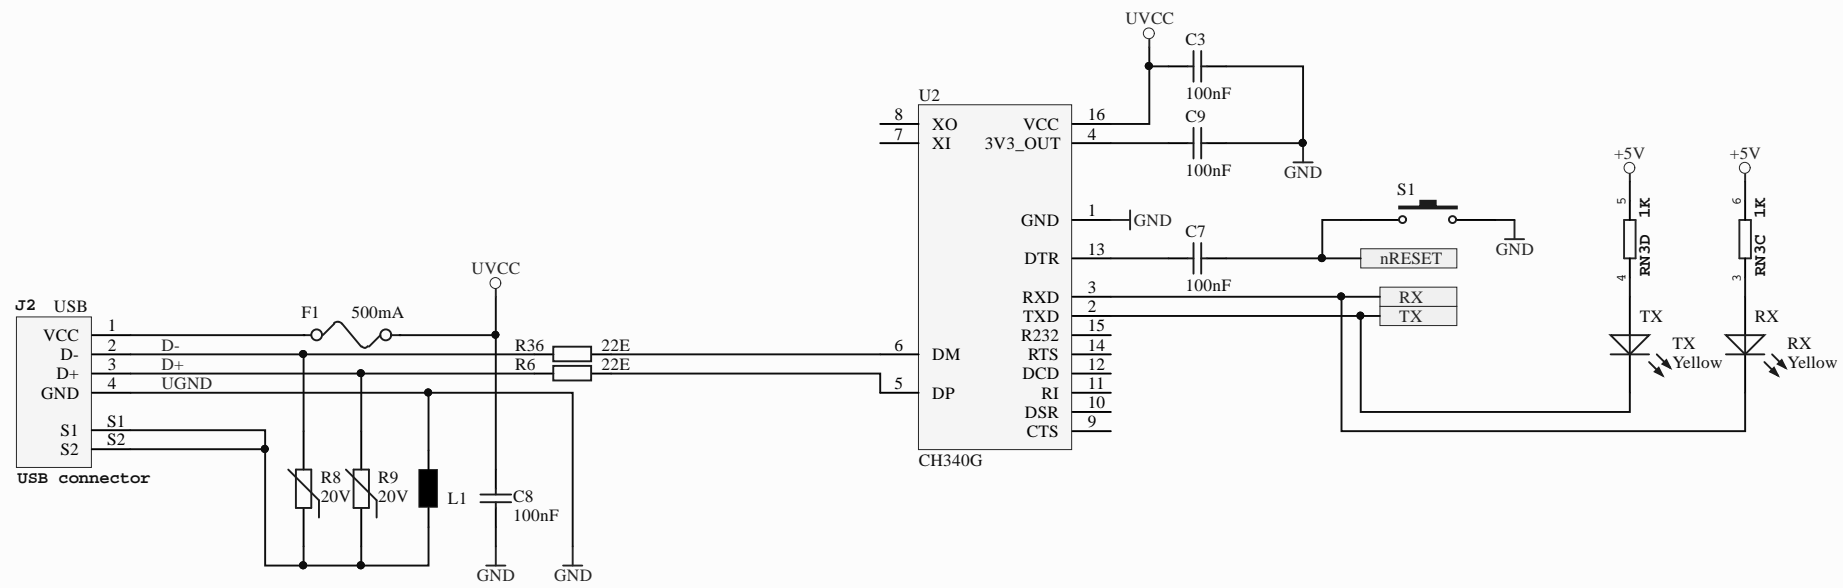 UVCC
C3
100nF
C9
100nF
GND
U2
8 XO
7 XI
VCC 16
3V3_OUT 4
GND 1 GND
DTR 13
C7
100nF
S1
GND
nRESET
RXD 3 RX
TXD 2 TX
R232 15
RTS 14
DCD 12
RI 11
DSR 10
CTS 9
6 DM
5 DP
CH340G
+5V
5
1K
RN3D
4
TX
TX
Yellow
+5V
6
1K
RN3C
3
RX
RX
Yellow
UVCC
J2 USB
F1 500mA
VCC 1
D- 2 D-
R36 22E
D+ 3 D+
R6 22E
GND 4 UGND
S1 S1
S2 S2
USB connector
R8
20V
R9
20V
L1
C8
100nF
GND
GND